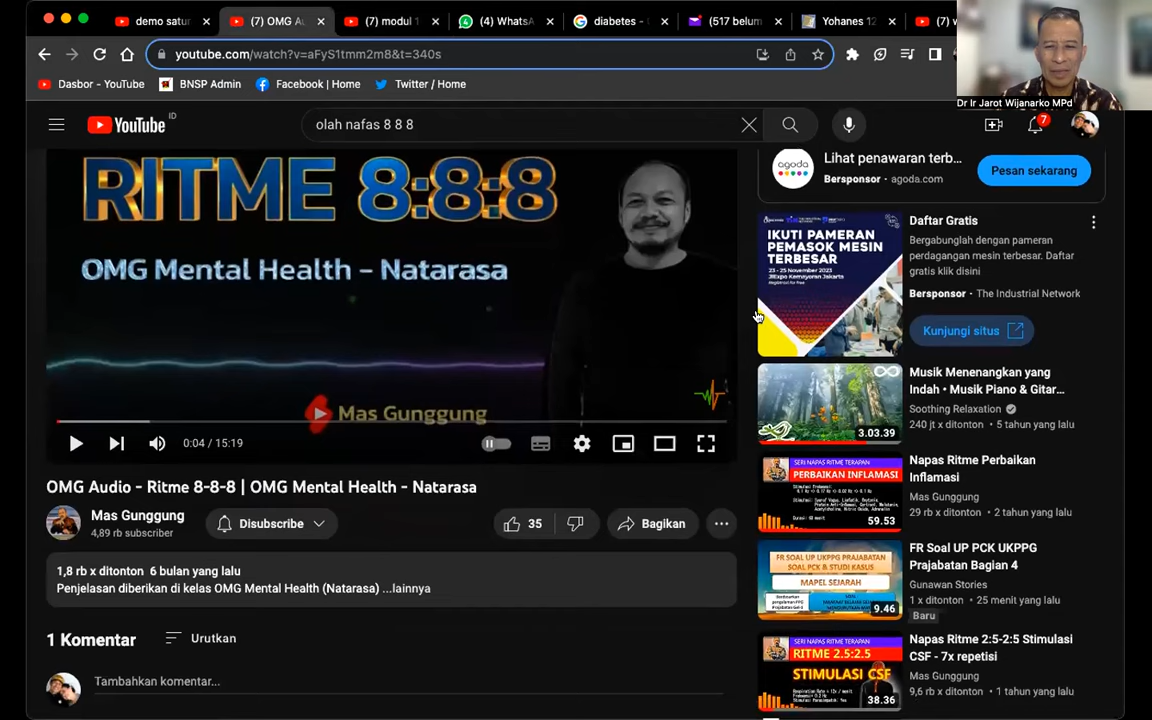 demo satur
(7) OMG Au
(7) modul 1
(4) WhatsA
diabetes -
(517 belum
Yohanes 12
(7) w
youtube.com/watch?v=aFyS1tmm2m8&t=340s
Dasbor - YouTube
BNSP Admin
Facebook | Home
Twitter / Home
Dr Ir Jarot Wijanarko MPd
YouTube ID
olah nafas 8 8 8
7
RITME 8:8:8
OMG Mental Health - Natarasa
Mas Gunggung
0:04 / 15:19
OMG Audio - Ritme 8-8-8 | OMG Mental Health - Natarasa
Mas Gunggung
4,89 rb subscriber
Disubscribe
35
Bagikan
1,8 rb x ditonton 6 bulan yang lalu
Penjelasan diberikan di kelas OMG Mental Health (Natarasa) ...lainnya
1 Komentar
Urutkan
Tambahkan komentar...
agoda
Lihat penawaran terb...
Bersponsor · agoda.com
Pesan sekarang
IKUTI PAMERAN
PEMASOK MESIN
TERBESAR
23 - 25 November 2023
JIExpo Kemayoran Jakarta
Daftar Gratis
Bergabunglah dengan pameran
perdagangan mesin terbesar. Daftar
gratis klik disini
Bersponsor · The Industrial Network
Kunjungi situs
3.03.39
Musik Menenangkan yang
Indah • Musik Piano & Gitar...
Soothing Relaxation
240 jt x ditonton • 5 tahun yang lalu
SERI NAPAS RITME TERAPAN
PERBAIKAN INFLAMASI
59.53
Napas Ritme Perbaikan
Inflamasi
Mas Gunggung
29 rb x ditonton • 2 tahun yang lalu
FR SOAL UP UKPPG PRAJABATAN
SOAL PCK & STUDI KASUS
MAPEL SEJARAH
9.46
FR Soal UP PCK UKPPG
Prajabatan Bagian 4
Gunawan Stories
1 x ditonton • 25 menit yang lalu
Baru
SERI NAPAS RITME TERAPAN
RITME 2.5:2.5
STIMULASI CSF
38.36
Napas Ritme 2:5-2:5 Stimulasi
CSF - 7x repetisi
Mas Gunggung
9,6 rb x ditonton • 1 tahun yang lalu